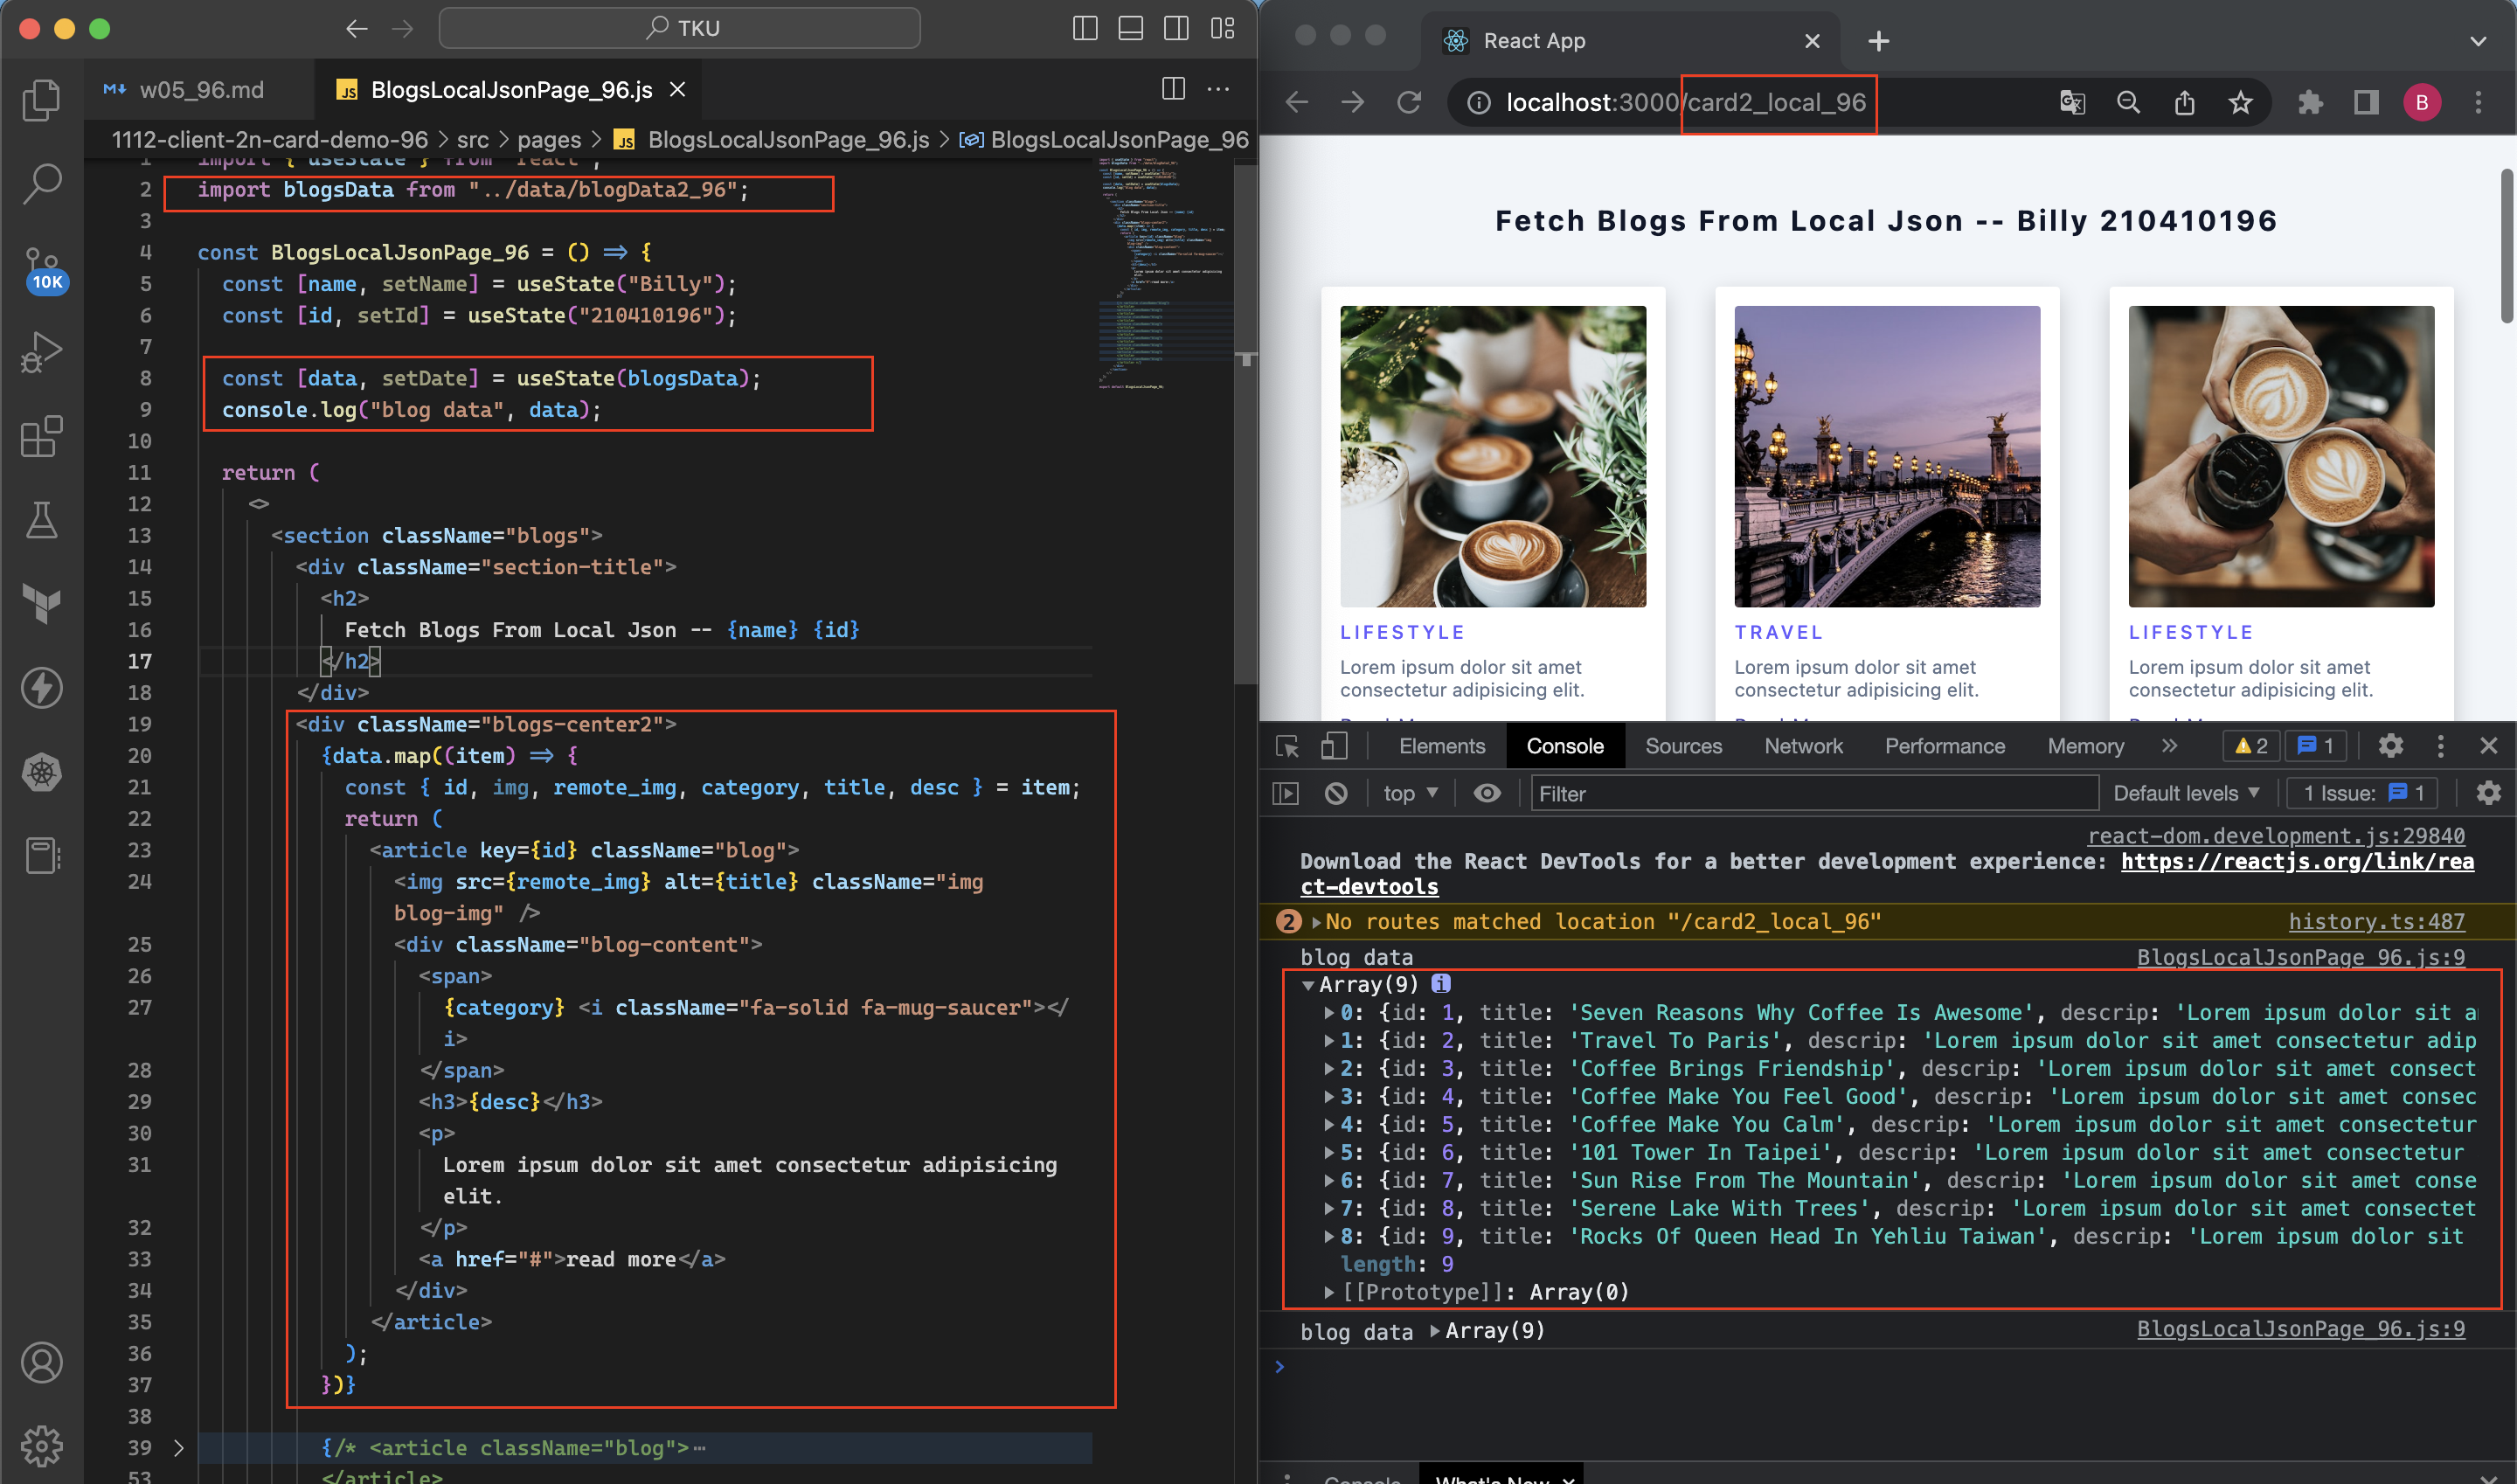 TKU
w05_96.md
JS BlogsLocalJsonPage_96.js
1112-client-2n-card-demo-96 > src > pages > JS BlogsLocalJsonPage_96.js > BlogsLocalJsonPage_96
10K
1 import { useState } from "react";
2 import blogsData from "../data/blogData2_96";
3
4 const BlogsLocalJsonPage_96 = () => {
5 const [name, setName] = useState("Billy");
6 const [id, setId] = useState("210410196");
7
8 const [data, setDate] = useState(blogsData);
9 console.log("blog data", data);
10
11 return (
12 <>
13 <section className="blogs">
14 <div className="section-title">
15 <h2>
16 Fetch Blogs From Local Json -- {name} {id}
17 </h2>
18 </div>
19 <div className="blogs-center2">
20 {data.map((item) => {
21 const { id, img, remote_img, category, title, desc } = item;
22 return (
23 <article key={id} className="blog">
24 <img src={remote_img} alt={title} className="img
blog-img" />
25 <div className="blog-content">
26 <span>
27 {category} <i className="fa-solid fa-mug-saucer"></
i>
28 </span>
29 <h3>{desc}</h3>
30 <p>
31 Lorem ipsum dolor sit amet consectetur adipisicing
elit.
32 </p>
33 <a href="#">read more</a>
34 </div>
35 </article>
36 );
37 })}
38
39 {/* <article className="blog">⋯
53 </article>
React App
localhost:3000/card2_local_96
B
Fetch Blogs From Local Json -- Billy 210410196
LIFESTYLE
Lorem ipsum dolor sit amet
consectetur adipisicing elit.
TRAVEL
Lorem ipsum dolor sit amet
consectetur adipisicing elit.
LIFESTYLE
Lorem ipsum dolor sit amet
consectetur adipisicing elit.
Elements Console Sources Network Performance Memory » 2 1
top Filter Default levels 1 Issue: 1
react-dom.development.js:29840
Download the React DevTools for a better development experience: https://reactjs.org/link/rea
ct-devtools
2 No routes matched location "/card2_local_96" history.ts:487
blog data BlogsLocalJsonPage_96.js:9
Array(9) i
0: {id: 1, title: 'Seven Reasons Why Coffee Is Awesome', descrip: 'Lorem ipsum dolor sit a
1: {id: 2, title: 'Travel To Paris', descrip: 'Lorem ipsum dolor sit amet consectetur adip
2: {id: 3, title: 'Coffee Brings Friendship', descrip: 'Lorem ipsum dolor sit amet consect
3: {id: 4, title: 'Coffee Make You Feel Good', descrip: 'Lorem ipsum dolor sit amet consec
4: {id: 5, title: 'Coffee Make You Calm', descrip: 'Lorem ipsum dolor sit amet consectetur
5: {id: 6, title: '101 Tower In Taipei', descrip: 'Lorem ipsum dolor sit amet consectetur
6: {id: 7, title: 'Sun Rise From The Mountain', descrip: 'Lorem ipsum dolor sit amet conse
7: {id: 8, title: 'Serene Lake With Trees', descrip: 'Lorem ipsum dolor sit amet consectet
8: {id: 9, title: 'Rocks Of Queen Head In Yehliu Taiwan', descrip: 'Lorem ipsum dolor sit
length: 9
[[Prototype]]: Array(0)
blog data Array(9) BlogsLocalJsonPage_96.js:9
Console What's New